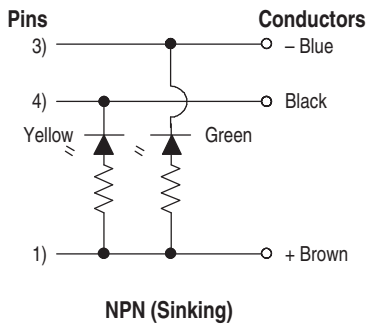 Pins Conductors
3) – Blue
4) Black
Yellow Green
1) + Brown
NPN (Sinking)